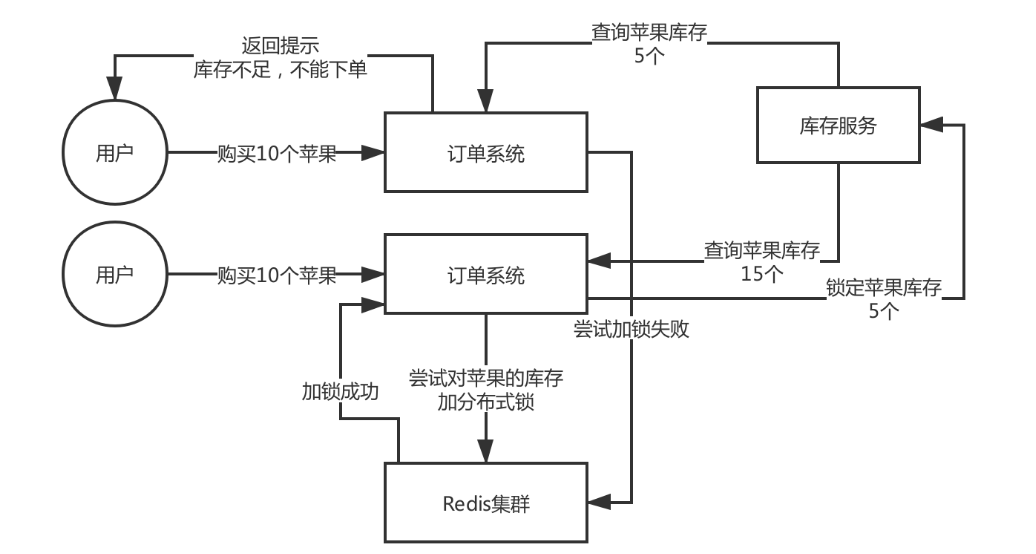 返回提示
库存不足，不能下单
查询苹果库存
5个
用户
购买10个苹果
订单系统
库存服务
用户
购买10个苹果
订单系统
查询苹果库存
15个
锁定苹果库存
5个
尝试加锁失败
加锁成功
尝试对苹果的库存
加分布式锁
Redis集群